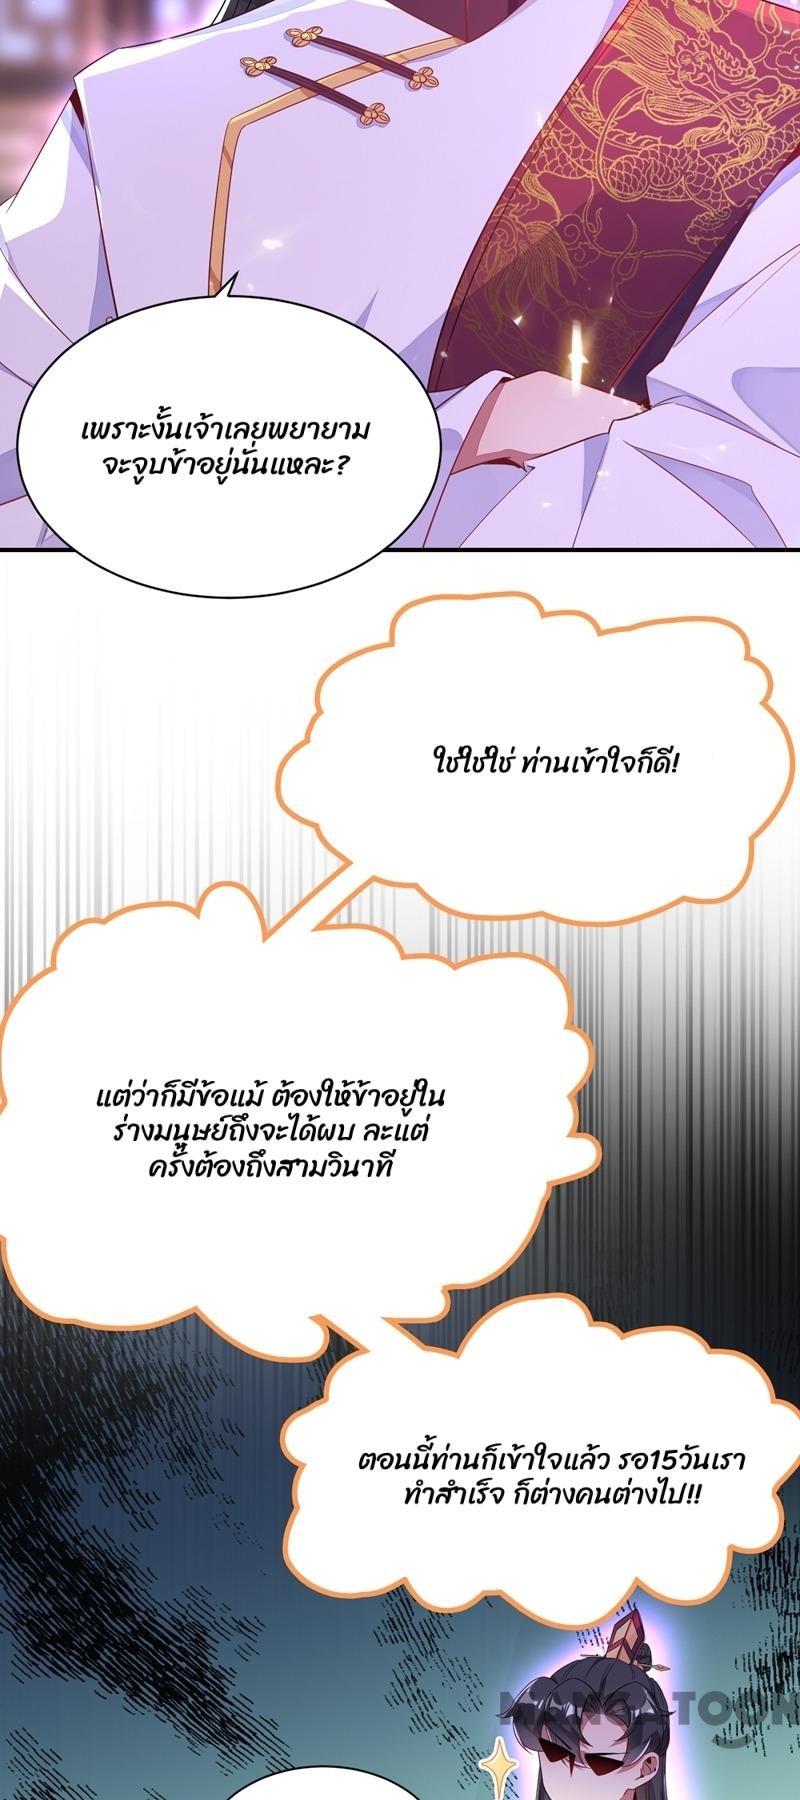 เพราะงั้นเจ้าเลยพยายาม
จะจูบข้าอยู่นั่นแหละ?
ใช่ใช่ใช่ ท่านเข้าใจก็ดี!
แต่ว่าก็มีข้อแม้ ต้องให้ข้าอยู่ใน
ร่างมนุษย์ถึงจะได้ผบ ละแต่
ครั้งต้องถึงสามวินาที
ตอนนี้ท่านก็เข้าใจแล้ว รอ15วันเรา
ทำสำเร็จ ก็ต่างคนต่างไป!!
MANGATOON